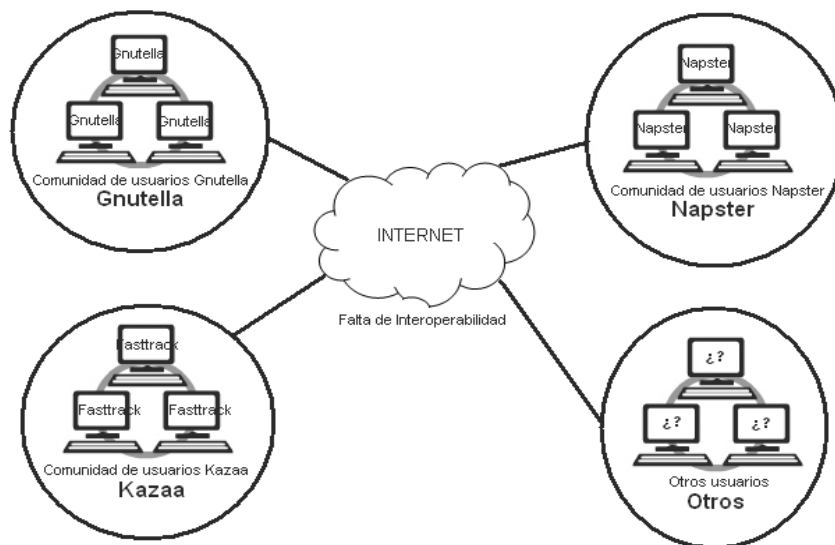 Gnutella
Gnutella
Gnutella
Comunidad de usuarios Gnutella
Gnutella
Napster
Napster
Napster
Comunidad de usuarios Napster
Napster
INTERNET
Falta de Interoperabilidad
Fasttrack
Fasttrack
Fasttrack
Comunidad de usuarios Kazaa
Kazaa
¿?
¿?
¿?
Otros usuarios
Otros